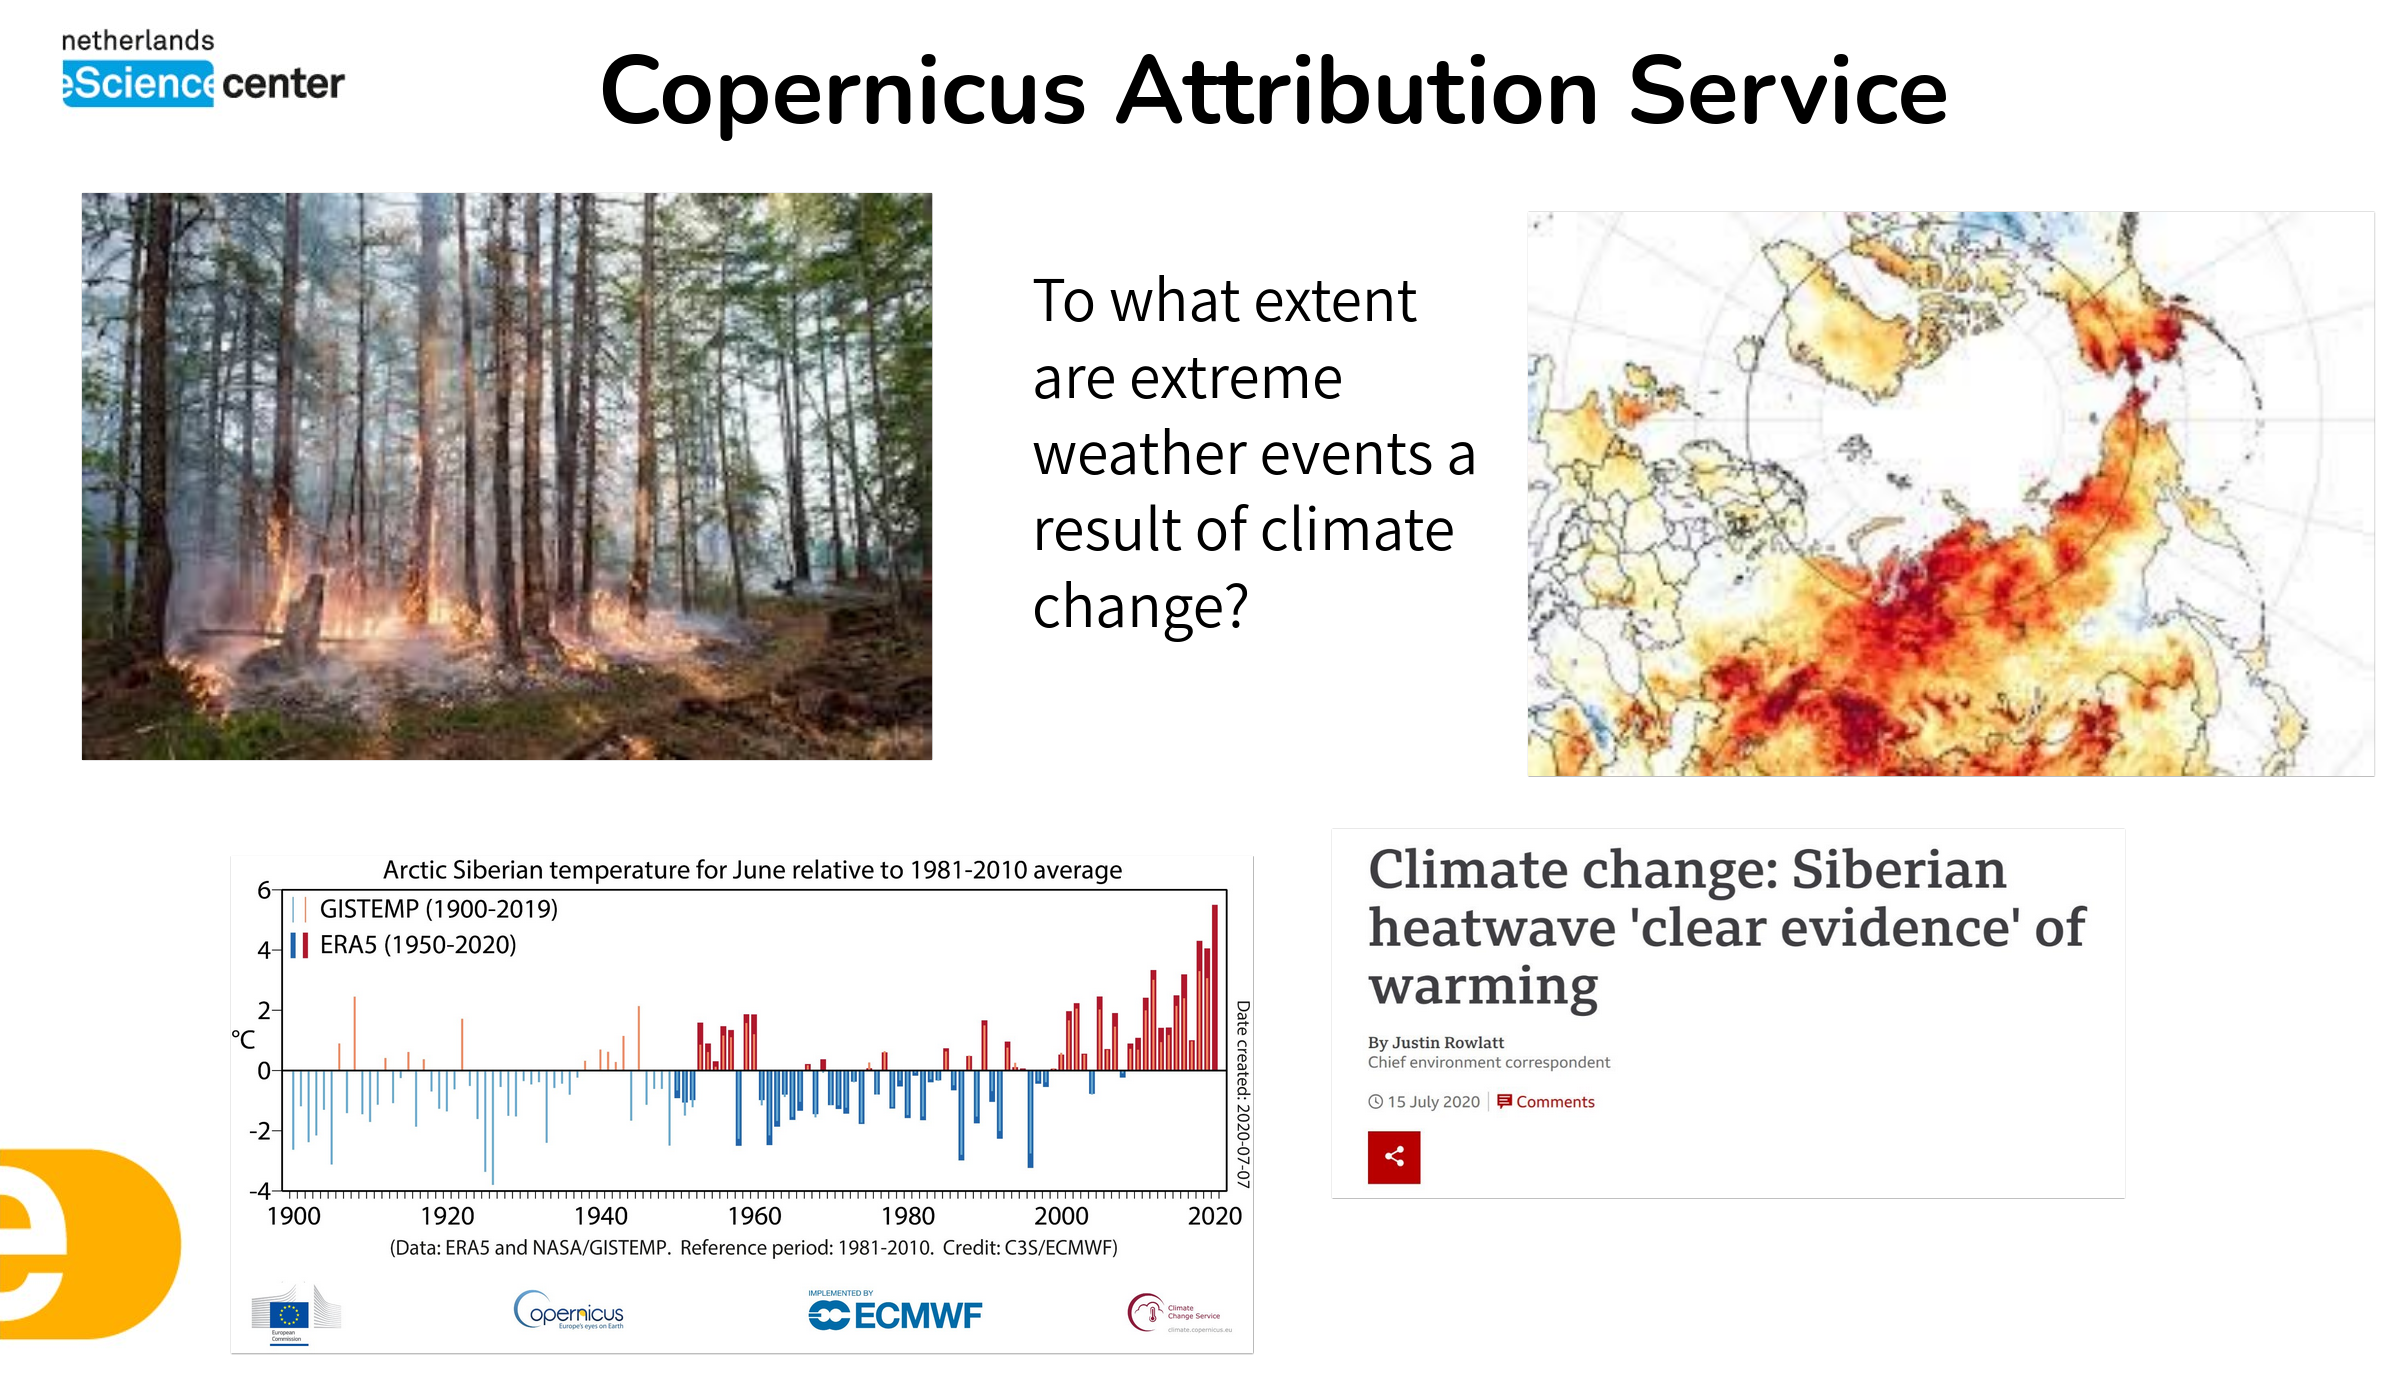 netherlands
eScience center
Copernicus Attribution Service
To what extent
are extreme
weather events a
result of climate
change?
Arctic Siberian temperature for June relative to 1981-2010 average
GISTEMP (1900-2019)
ERA5 (1950-2020)
6
4
2
°C
0
-2
-4
1900 1920 1940 1960 1980 2000 2020
Date created: 2020-07-07
(Data: ERA5 and NASA/GISTEMP. Reference period: 1981-2010. Credit: C3S/ECMWF)
European
Commission
Copernicus
Europe's eyes on Earth
IMPLEMENTED BY
ECMWF
Climate
Change Service
climate.copernicus.eu
Climate change: Siberian
heatwave 'clear evidence' of
warming
By Justin Rowlatt
Chief environment correspondent
15 July 2020 Comments
e